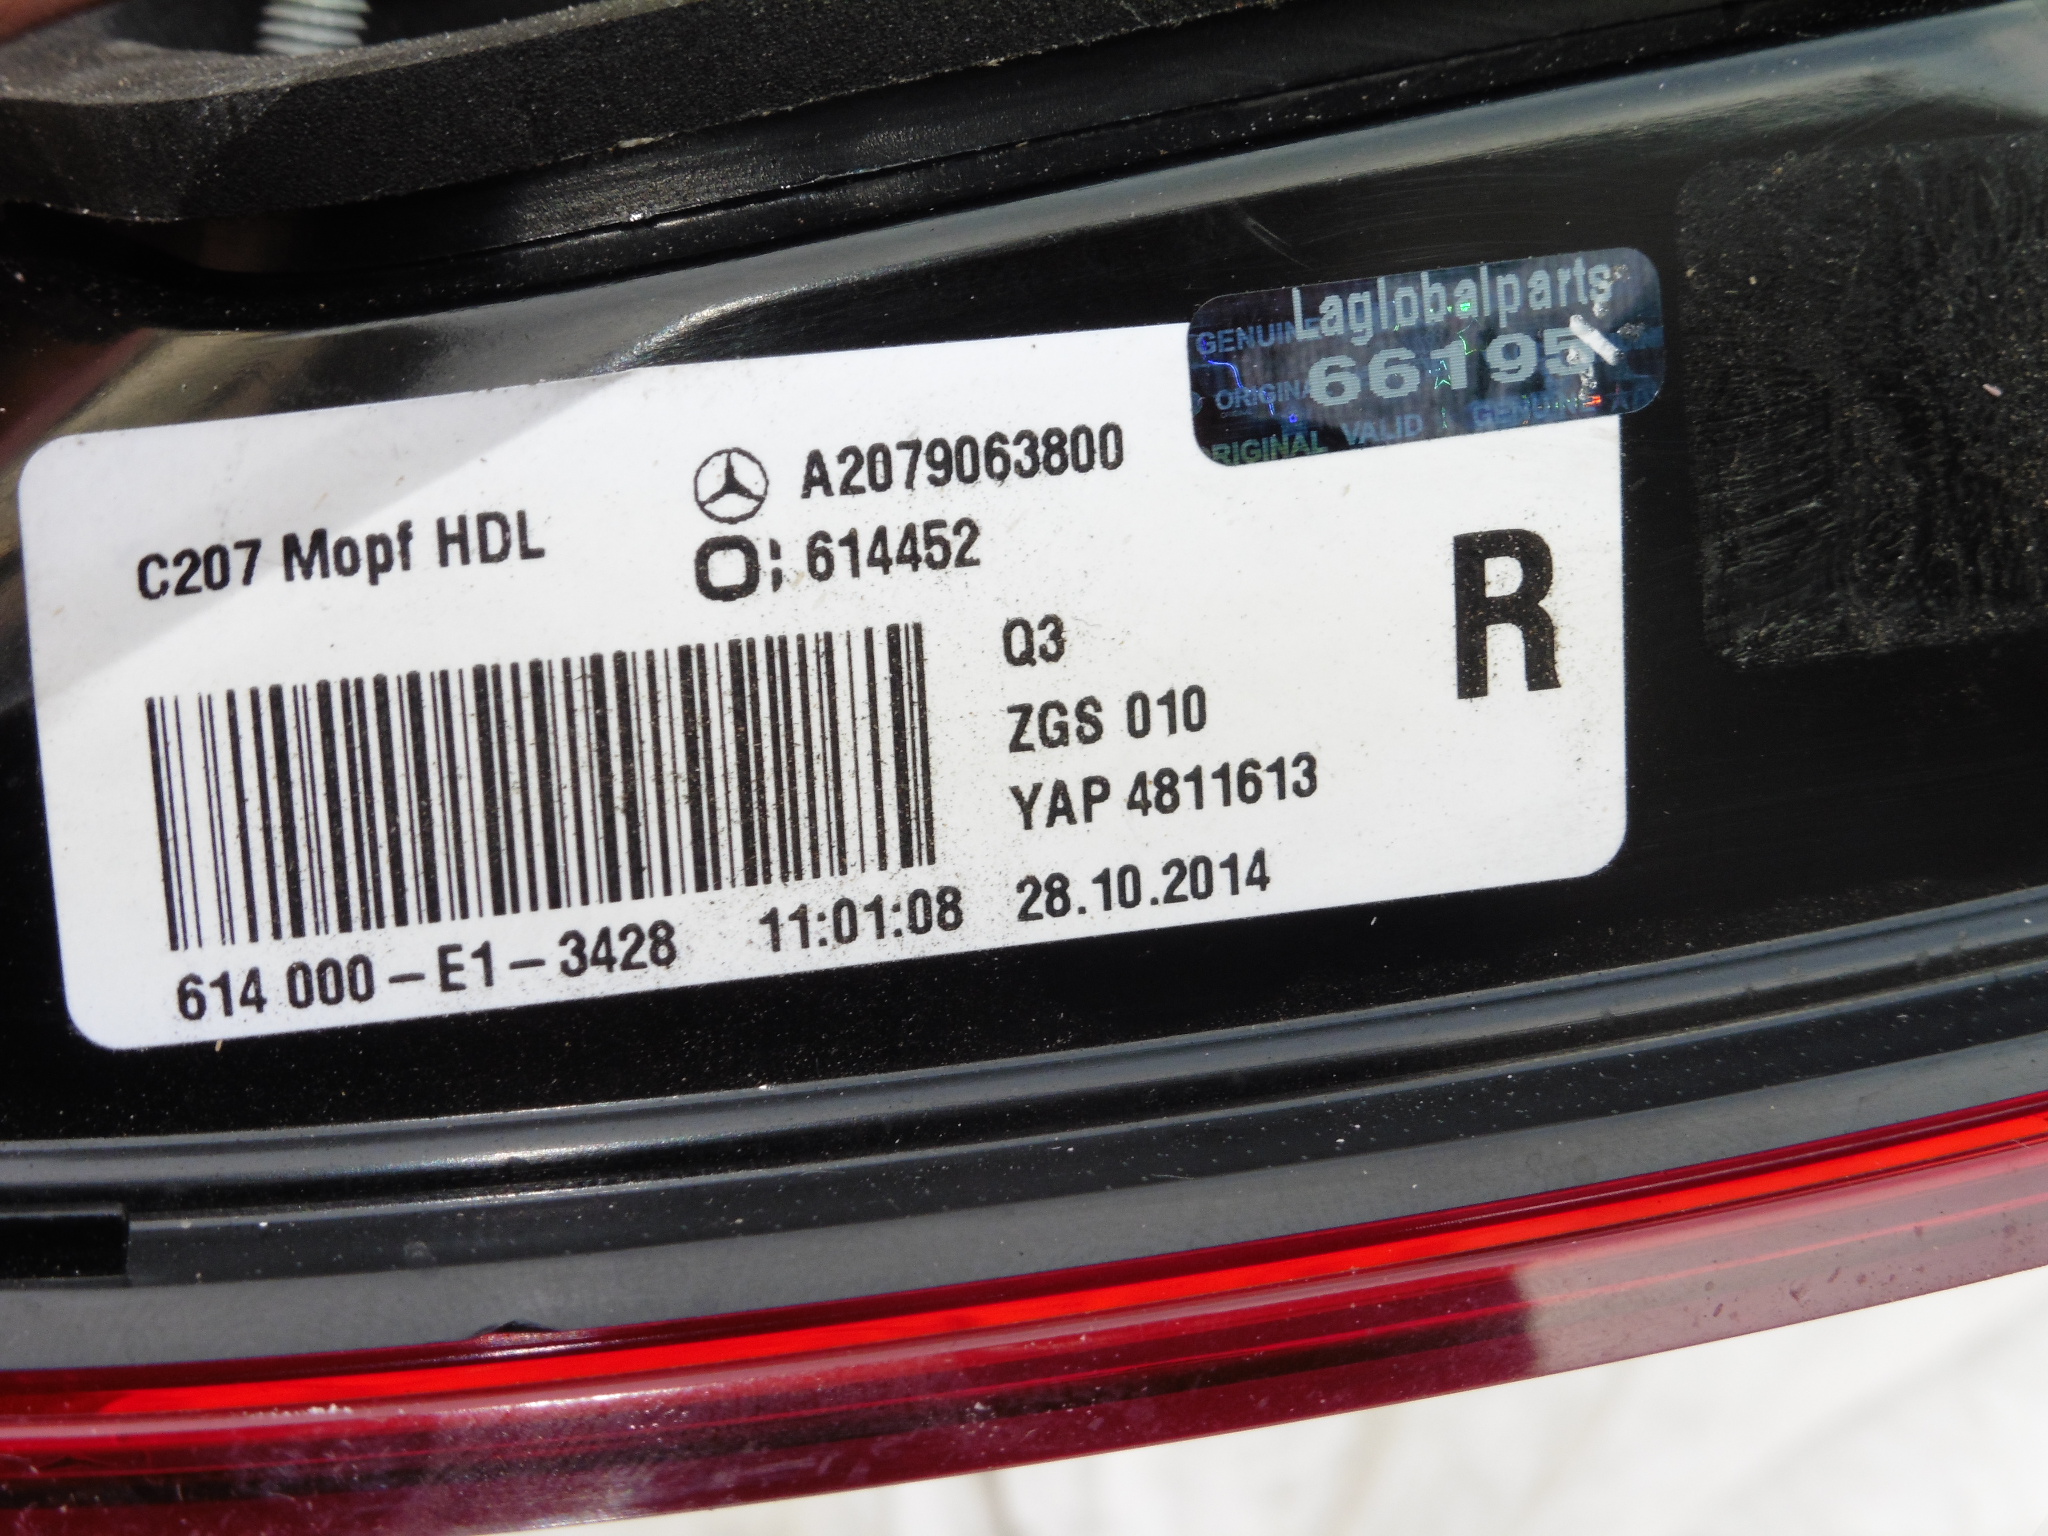 Laglobalparts
GENUINE
66195
ORIGINAL VALID GENUINE
A2079063800
C207 Mopf HDL
614452
R
Q3
ZGS 010
YAP 4811613
614 000-E1-3428 11:01:08 28.10.2014